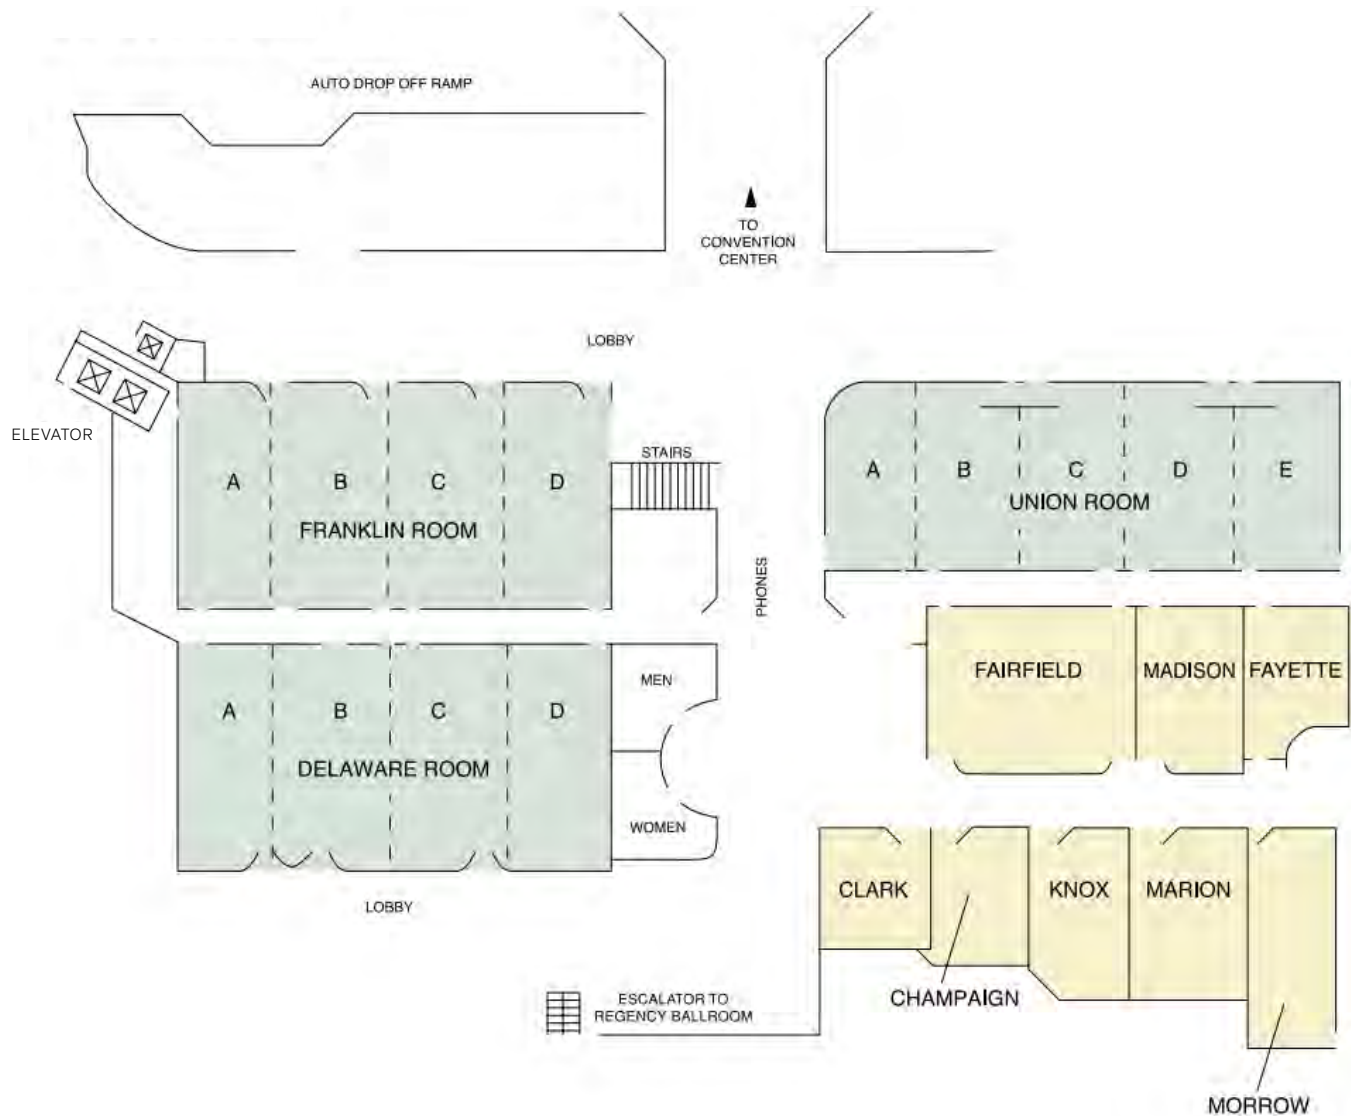 AUTO DROP OFF RAMP
TO
CONVENTION
CENTER
LOBBY
ELEVATOR
STAIRS
A B C D
FRANKLIN ROOM
A B C D E
UNION ROOM
PHONES
FAIRFIELD
MADISON
FAYETTE
MEN
A B C D
DELAWARE ROOM
WOMEN
LOBBY
CLARK
KNOX
MARION
CHAMPAIGN
ESCALATOR TO
REGENCY BALLROOM
MORROW